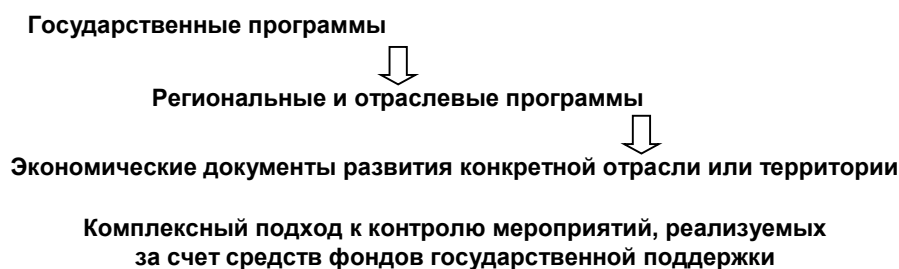 Государственные программы
Региональные и отраслевые программы
Экономические документы развития конкретной отрасли или территории
Комплексный подход к контролю мероприятий, реализуемых
за счет средств фондов государственной поддержки